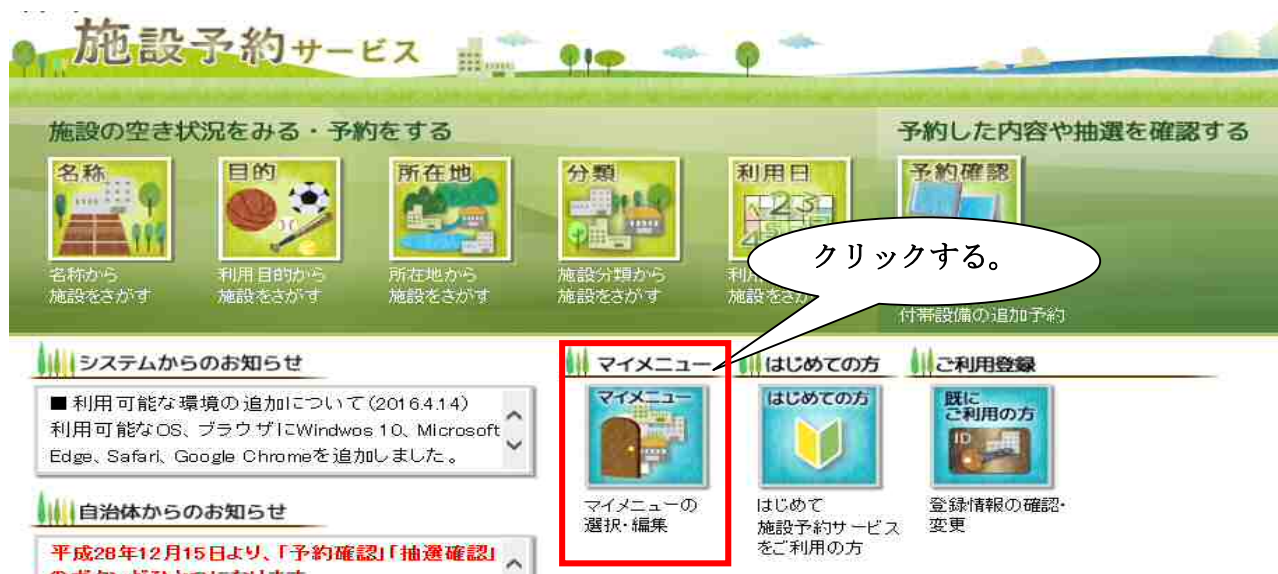 施設予約サービス
施設の空き状況をみる・予約をする
予約した内容や抽選を確認する
名称
目的
所在地
分類
利用日
予約確認
クリックする。
名称から
施設をさがす
利用目的から
施設をさがす
所在地から
施設をさがす
施設分類から
施設をさがす
施設をさが
付帯設備の追加予約
システムからのお知らせ
■利用可能な環境の追加について(2016.4.14)
利用可能なOS、ブラウザにWindwos 10、Microsoft
Edge、Safari、Google Chromeを追加しました。
自治体からのお知らせ
平成28年12月15日より、「予約確認」「抽選確認」
マイメニュー
マイメニュー
マイメニューの
選択・編集
はじめての方
はじめての方
はじめて
施設予約サービス
をご利用の方
ご利用登録
既に
ご利用の方
ID
登録情報の確認・
変更